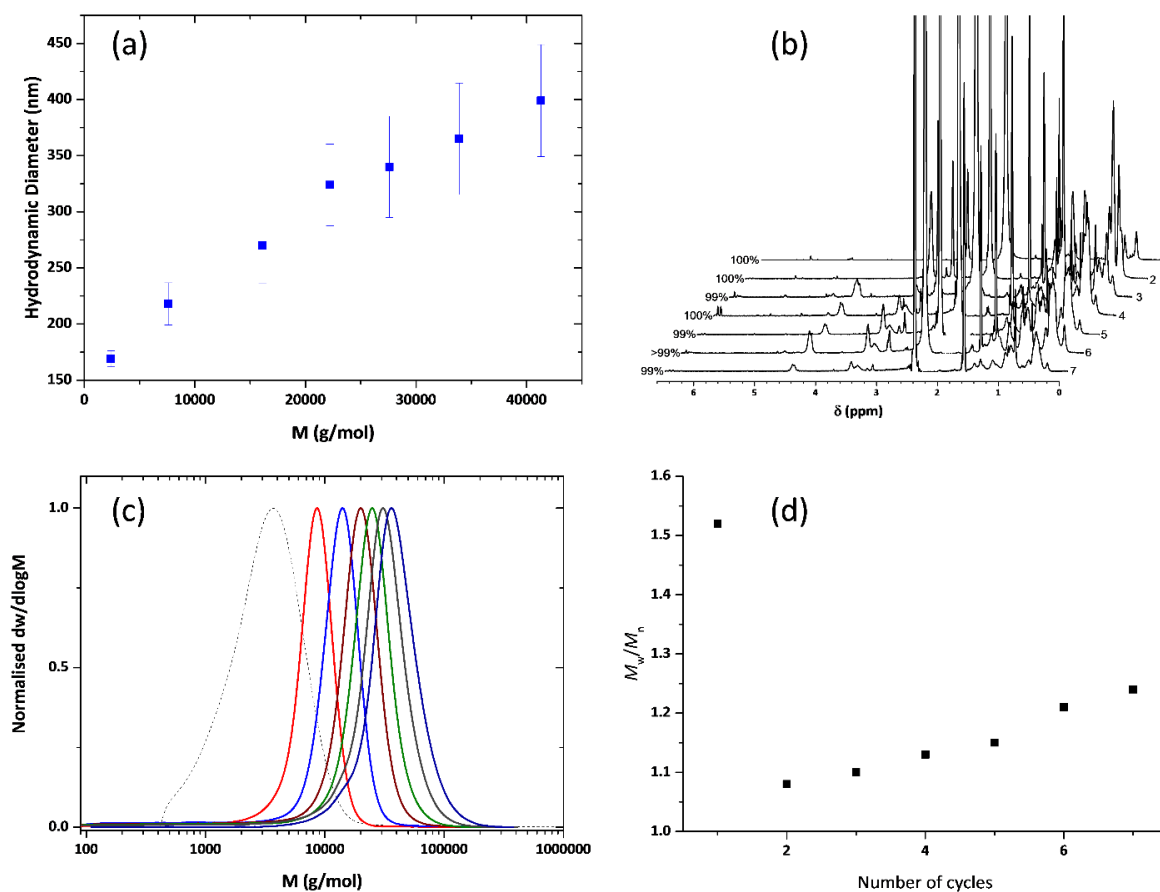 (a)
Hydrodynamic Diameter (nm)
450
400
350
300
250
200
150
0 10000 20000 30000 40000
M (g/mol)
(b)
100%
100% 2
99% 3
100% 4
99% 5
>99% 6
99% 7
6 5 4 3 2 1 0
δ (ppm)
(c)
Normalised dw/dlogM
1.0
0.5
0.0
100 1000 10000 100000 1000000
M (g/mol)
(d)
Mw/Mn
1.6
1.5
1.4
1.3
1.2
1.1
1.0
2 4 6
Number of cycles